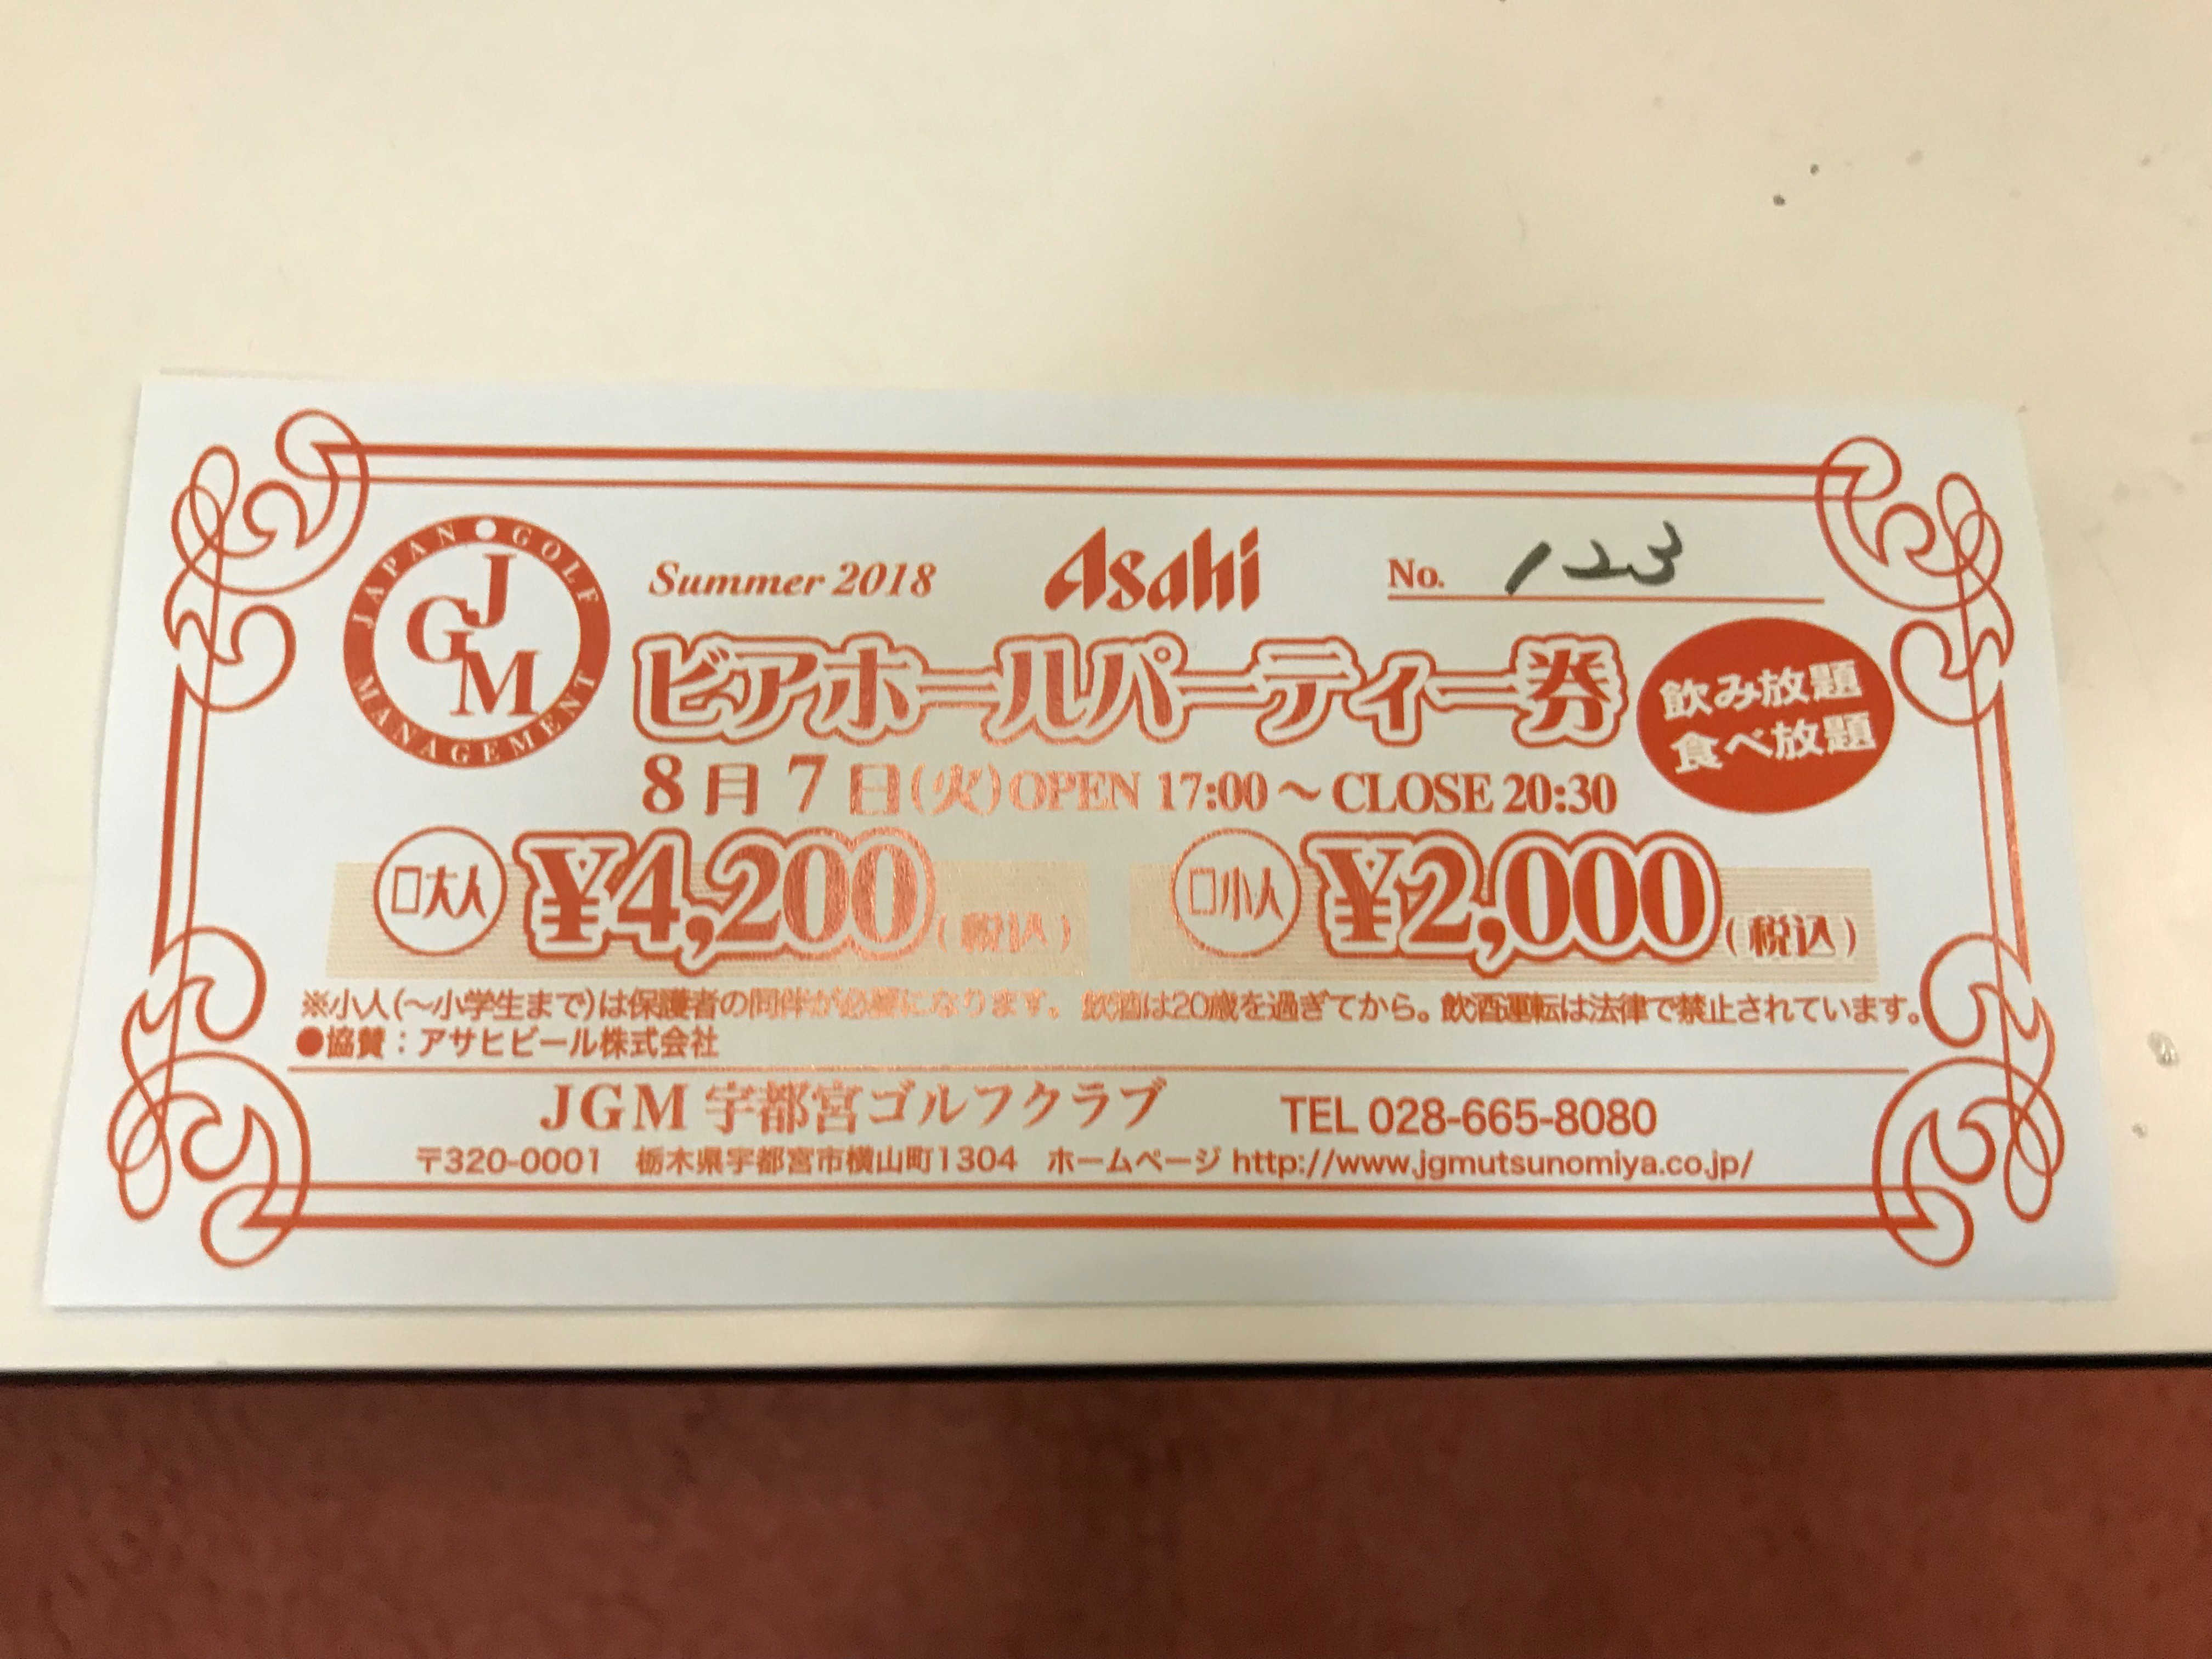 JAPAN GOLF MANAGEMENT
JGM
Summer 2018
Asahi
No. 123
ビアホールパーティー券
飲み放題
食べ放題
8月7日(火)OPEN 17:00～CLOSE 20:30
□大人 ¥4,200(税込)
□小人 ¥2,000(税込)
※小人(～小学生まで)は保護者の同伴が必要になります。飲酒は20歳を過ぎてから。飲酒運転は法律で禁止されています。
●協賛：アサヒビール株式会社
JGM 宇都宮ゴルフクラブ TEL 028-665-8080
〒320-0001 栃木県宇都宮市横山町1304 ホームページ http://www.jgmutsunomiya.co.jp/